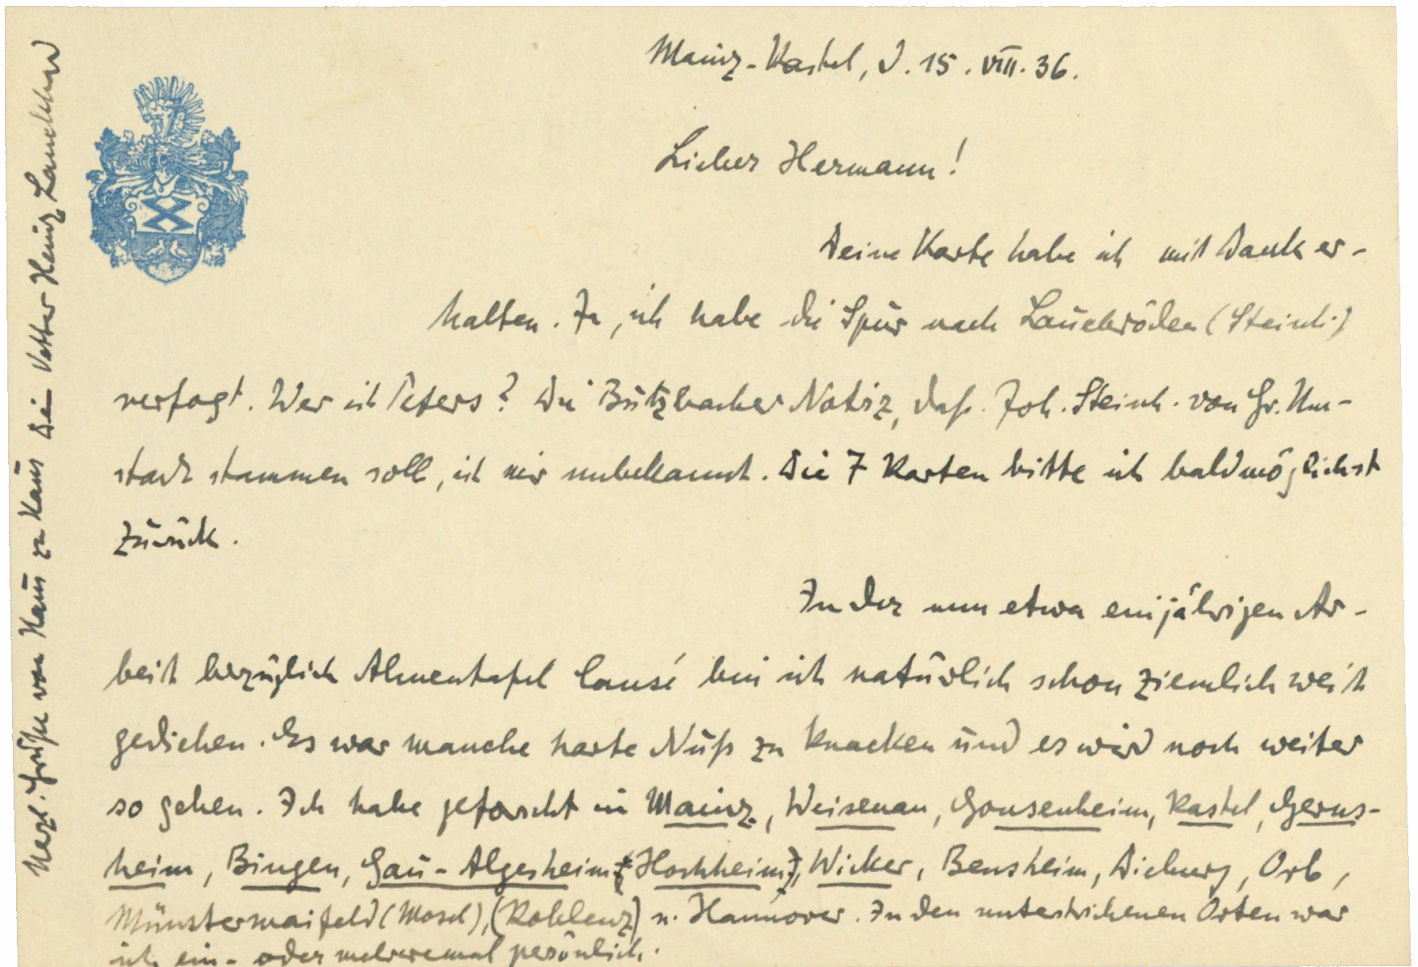 Mainz-Kastel, d. 15. VIII. 36.
Lieber Hermann!
Deine Karte habe ich mit Dank er-
halten. Ja, ich habe die Spur nach Lauchröden (Steinh.)
verfogt. Wer ist Peters? Die Butzbacher Notiz, daß Joh. Steinh. von Gr. Um-
stadt stammen soll, ist mir unbekannt. Die 7 Karten bitte ich baldmöglichst
zurück.
In der nun etwa einjährigen Ar-
beit bezüglich Ahnentafel Lansé bin ich natürlich schon ziemlich weit
gediehen. Es war manche harte Nuß zu knacken und es wird noch weiter
so gehen. Ich habe geforscht in Mainz, Weisenau, Gonsenheim, Kastel, Gerns-
heim, Bingen, Gau-Algesheim, (Hochheim), Wicker, Bensheim, Dieburg, Orb,
Münstermaifeld (Mosel), (Koblenz) u. Hannover. In den unterstrichenen Orten war
ich ein- oder mehreremal persönlich.
Herzl. Grüße von Haus zu Haus Dein Vetter Heinz